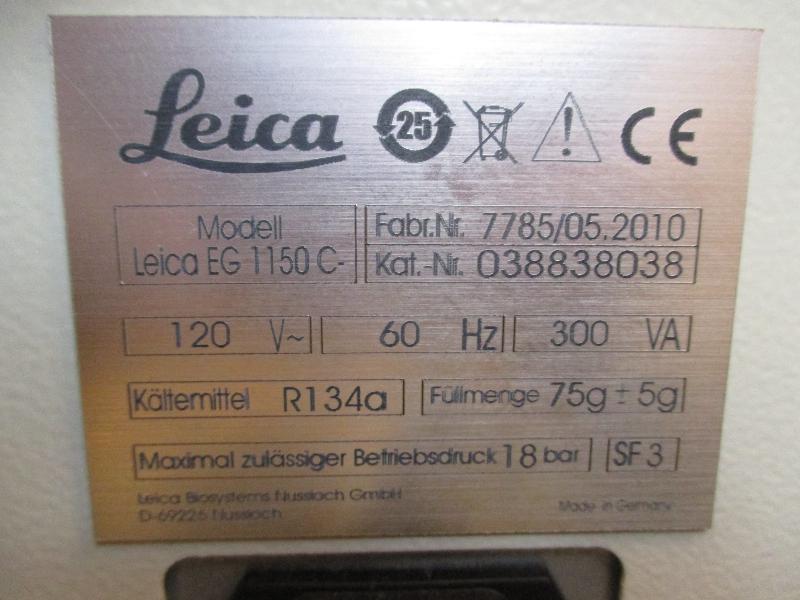 Leica 25 CE
Modell
Leica EG 1150 C-
Fabr.Nr. 7785/05.2010
Kat.-Nr. 038838038
120 V~ 60 Hz 300 VA
Kältemittel R134a Füllmenge 75g ± 5g
Maximal zulässiger Betriebsdruck 18 bar SF 3
Leica Biosystems Nussloch GmbH
D-69226 Nussloch
Made in Germany